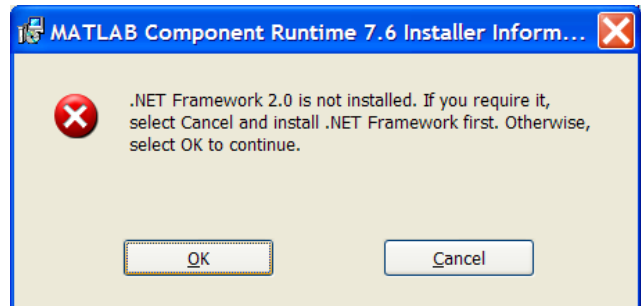 MATLAB Component Runtime 7.6 Installer Inform...
.NET Framework 2.0 is not installed. If you require it,
select Cancel and install .NET Framework first. Otherwise,
select OK to continue.
OK
Cancel